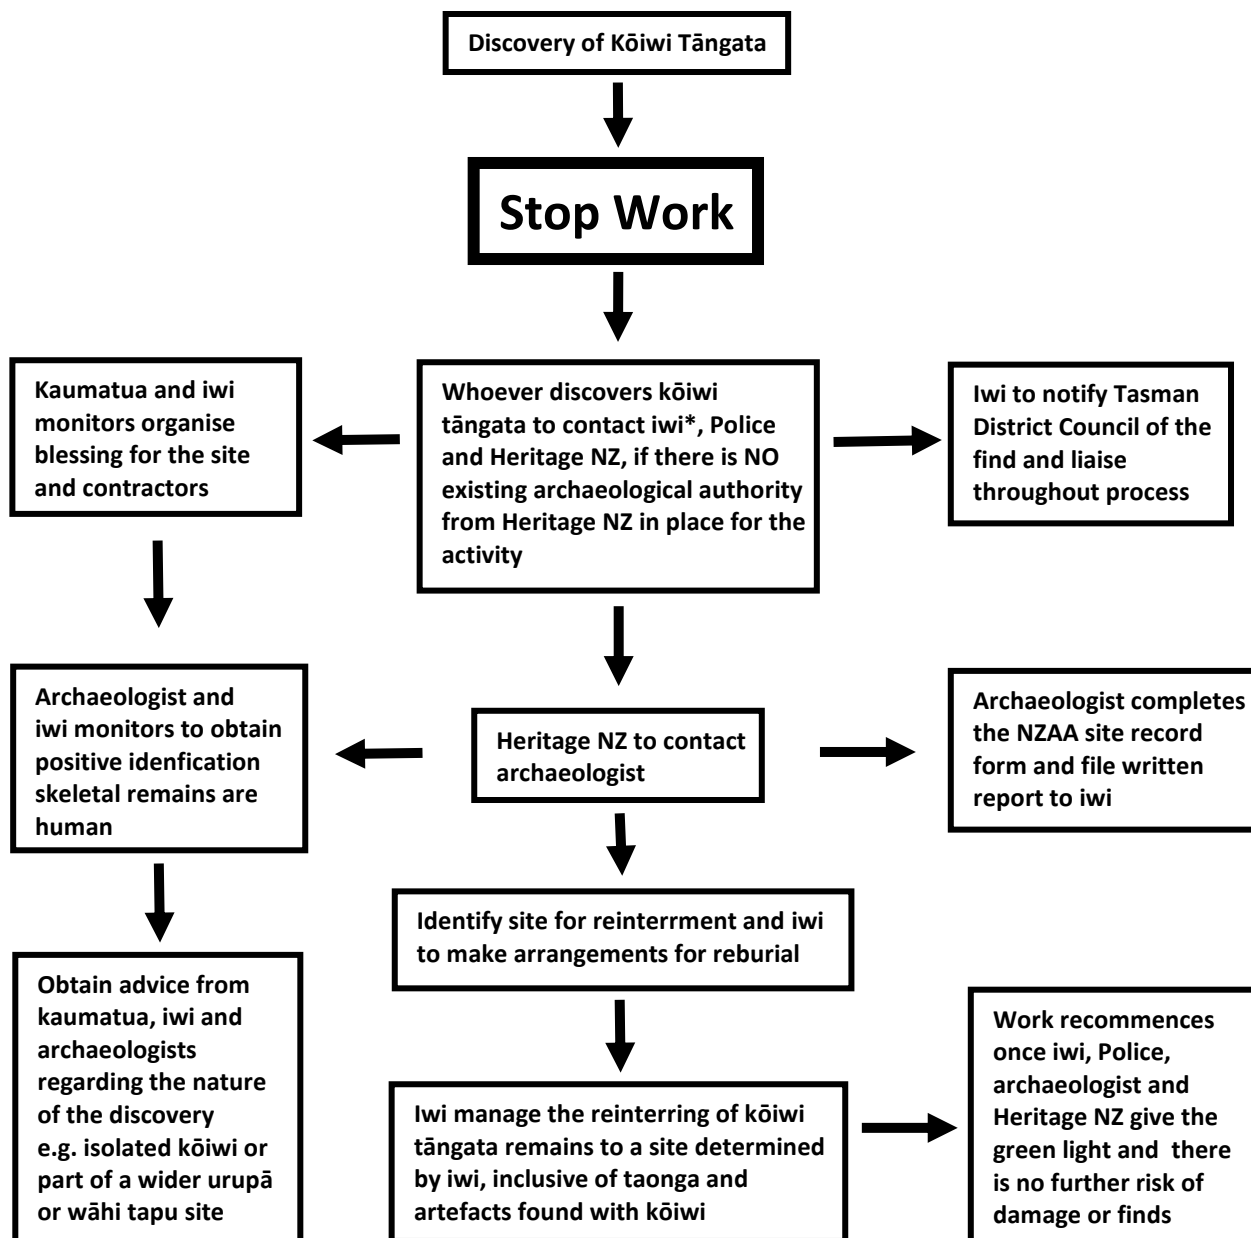 Discovery of Kōiwi Tāngata
Stop Work
Kaumatua and iwi
monitors organise
blessing for the site
and contractors
Whoever discovers kōiwi
tāngata to contact iwi*, Police
and Heritage NZ, if there is NO
existing archaeological authority
from Heritage NZ in place for the
activity
Iwi to notify Tasman
District Council of the
find and liaise
throughout process
Archaeologist and
iwi monitors to obtain
positive idenfication
skeletal remains are
human
Heritage NZ to contact
archaeologist
Archaeologist completes
the NZAA site record
form and file written
report to iwi
Identify site for reinterrment and iwi
to make arrangements for reburial
Obtain advice from
kaumatua, iwi and
archaeologists
regarding the nature
of the discovery
e.g. isolated kōiwi or
part of a wider urupā
or wāhi tapu site
Iwi manage the reinterring of kōiwi
tāngata remains to a site determined
by iwi, inclusive of taonga and
artefacts found with kōiwi
Work recommences
once iwi, Police,
archaeologist and
Heritage NZ give the
green light and there
is no further risk of
damage or finds